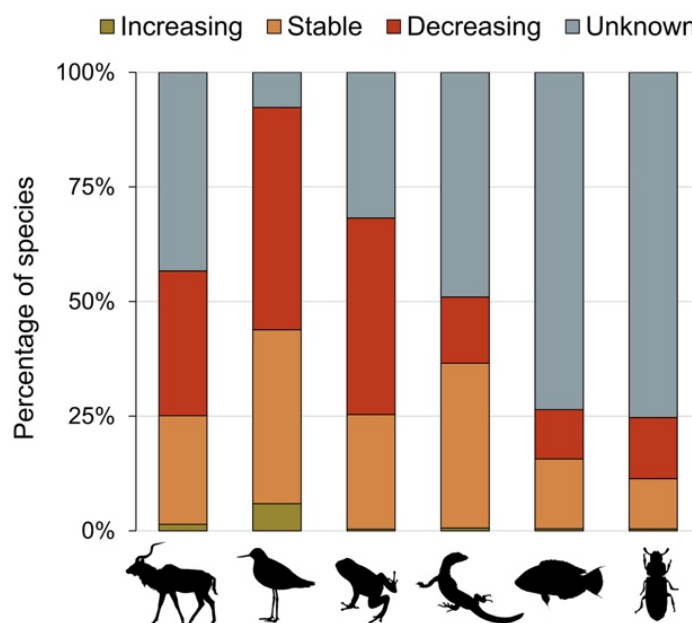 Increasing Stable Decreasing Unknown
100%
75%
50%
25%
0%
Percentage of species